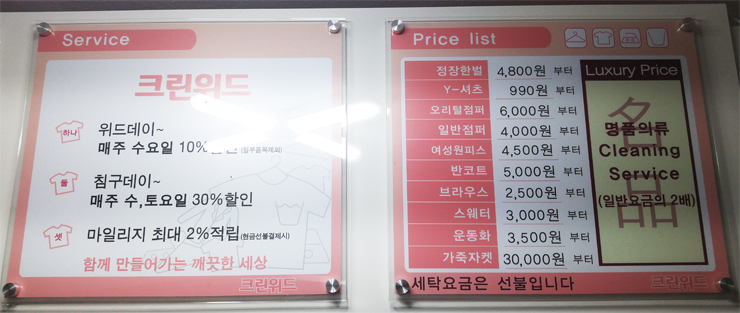 Service
크린위드
하나
위드데이~
매주 수요일 10%할인(일부품목제외)
둘
침구데이~
매주 수,토요일 30%할인
셋
마일리지 최대 2%적립(현금선불결제시)
함께 만들어가는 깨끗한 세상
크린위드
Price list
정장한벌 4,800원 부터
Y-셔츠 990원 부터
오리털점퍼 6,000원 부터
일반점퍼 4,000원 부터
여성원피스 4,500원 부터
반코트 5,000원 부터
브라우스 2,500원 부터
스웨터 3,000원 부터
운동화 3,500원 부터
가죽자켓 30,000원 부터
Luxury Price
名品
명품의류
Cleaning
Service
(일반요금의 2배)
세탁요금은 선불입니다
크린위드